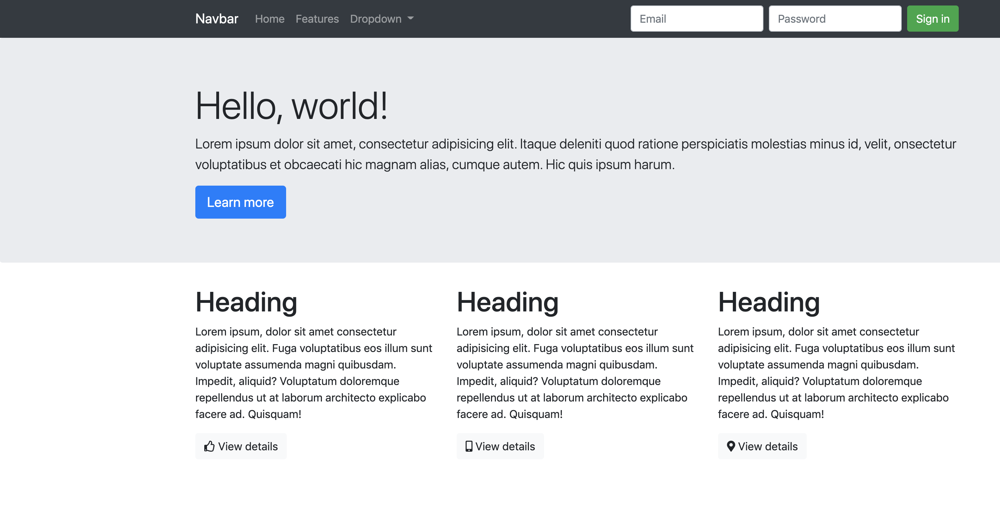 Navbar Home Features Dropdown Email Password Sign in
Hello, world!
Lorem ipsum dolor sit amet, consectetur adipisicing elit. Itaque deleniti quod ratione perspiciatis molestias minus id, velit, onsectetur
voluptatibus et obcaecati hic magnam alias, cumque autem. Hic quis ipsum harum.
Learn more
Heading
Lorem ipsum, dolor sit amet consectetur
adipisicing elit. Fuga voluptatibus eos illum sunt
voluptate assumenda magni quibusdam.
Impedit, aliquid? Voluptatum doloremque
repellendus ut at laborum architecto explicabo
facere ad. Quisquam!
View details
Heading
Lorem ipsum, dolor sit amet consectetur
adipisicing elit. Fuga voluptatibus eos illum sunt
voluptate assumenda magni quibusdam.
Impedit, aliquid? Voluptatum doloremque
repellendus ut at laborum architecto explicabo
facere ad. Quisquam!
View details
Heading
Lorem ipsum, dolor sit amet consectetur
adipisicing elit. Fuga voluptatibus eos illum sunt
voluptate assumenda magni quibusdam.
Impedit, aliquid? Voluptatum doloremque
repellendus ut at laborum architecto explicabo
facere ad. Quisquam!
View details